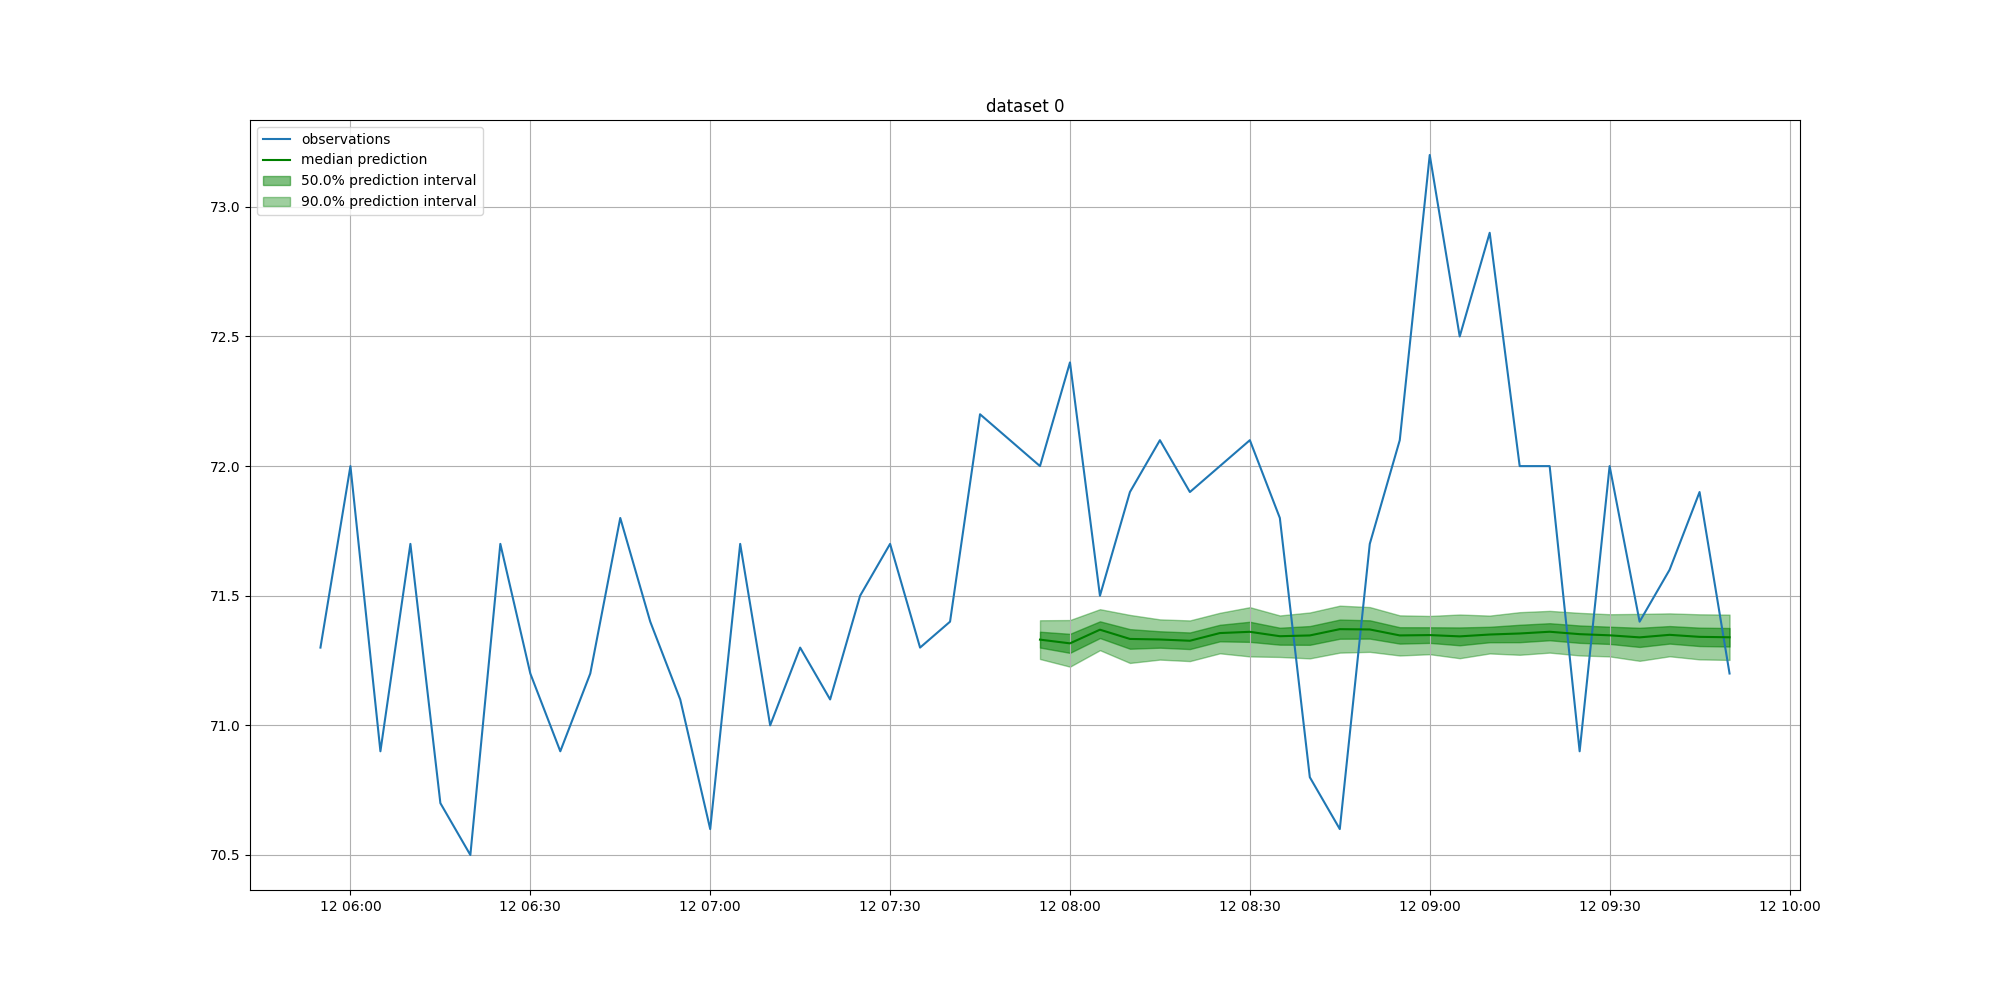 dataset 0
observations
median prediction
50.0% prediction interval
90.0% prediction interval
73.0
72.5
72.0
71.5
71.0
70.5
12 06:00 12 06:30 12 07:00 12 07:30 12 08:00 12 08:30 12 09:00 12 09:30 12 10:00